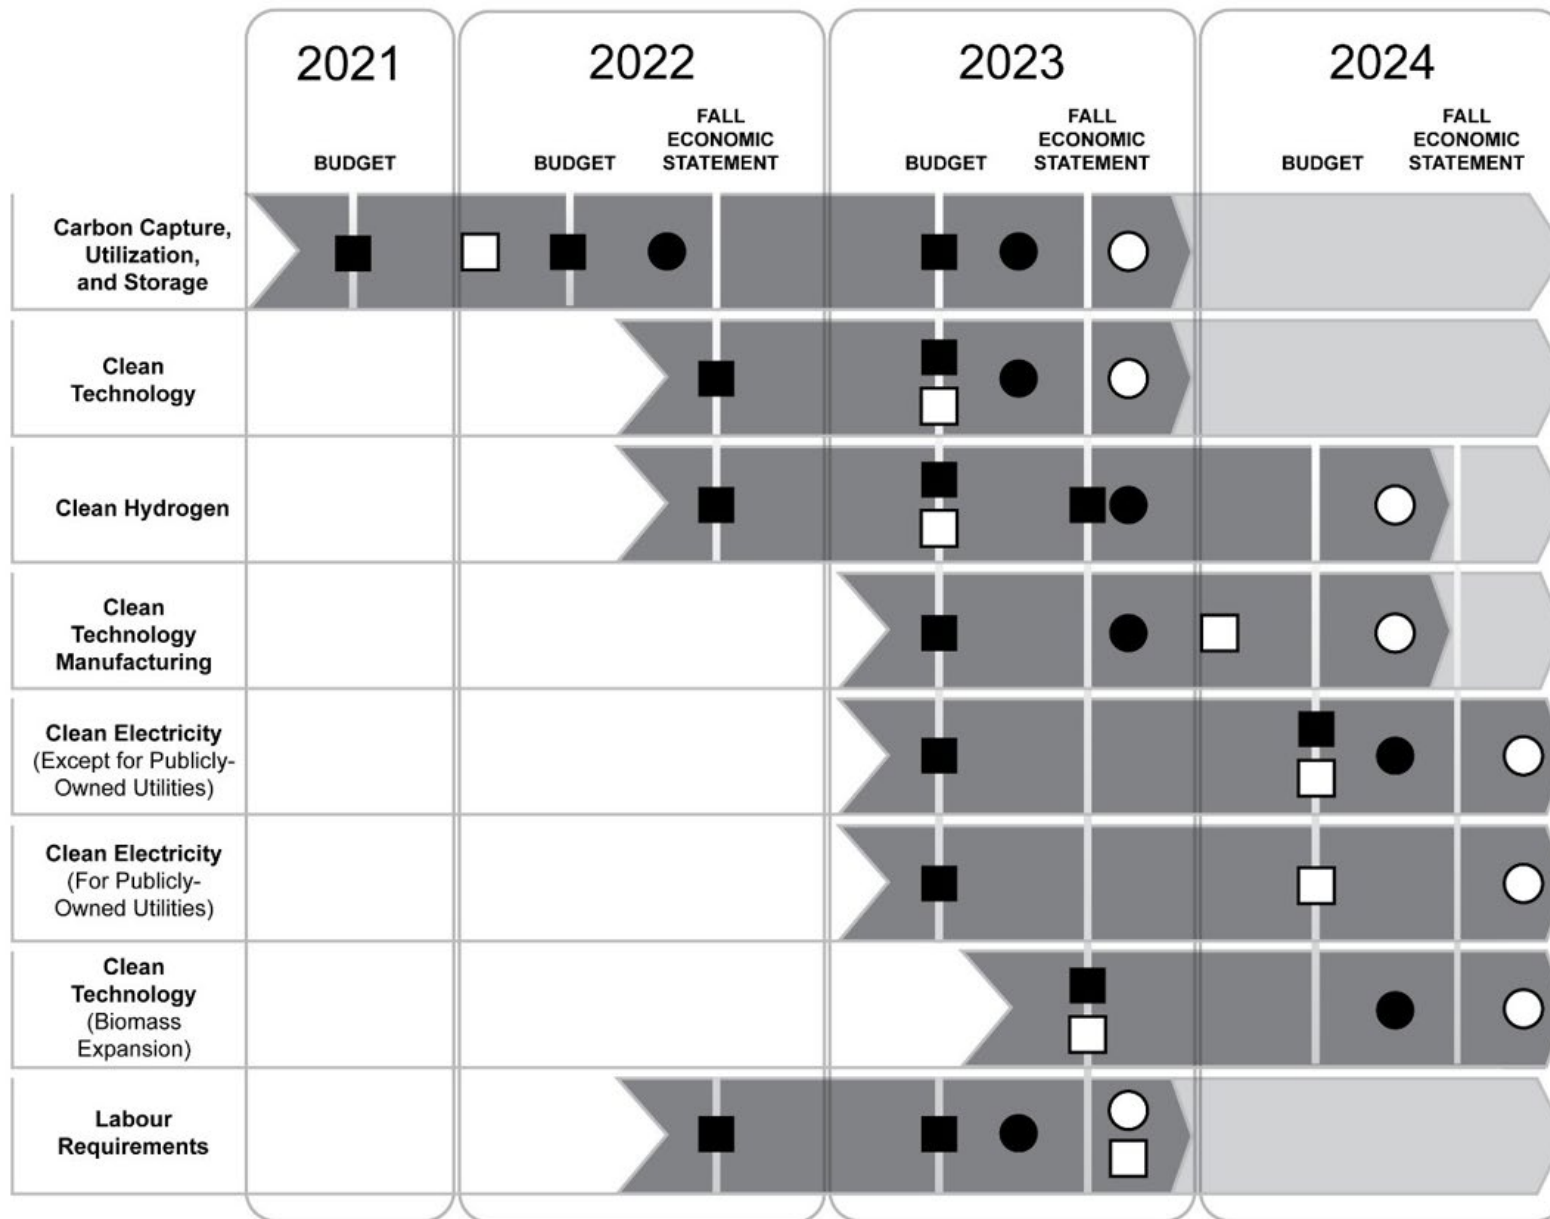 2021
2022
2023
2024
BUDGET
BUDGET
FALL
ECONOMIC
STATEMENT
BUDGET
FALL
ECONOMIC
STATEMENT
BUDGET
FALL
ECONOMIC
STATEMENT
Carbon Capture,
Utilization,
and Storage
Clean
Technology
Clean Hydrogen
Clean
Technology
Manufacturing
Clean Electricity
(Except for Publicly-
Owned Utilities)
Clean Electricity
(For Publicly-
Owned Utilities)
Clean
Technology
(Biomass
Expansion)
Labour
Requirements